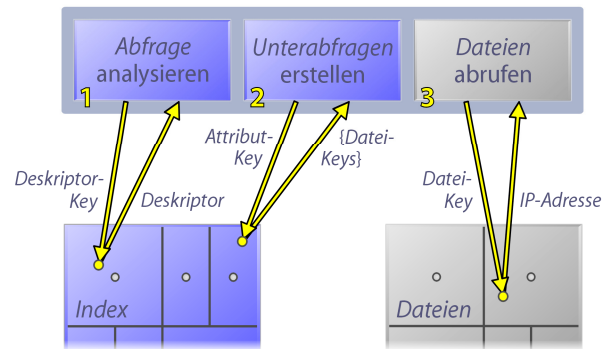 Abfrage
analysieren
1
Unterabfragen
erstellen
2
Dateien
abrufen
3
Deskriptor-
Key
Deskriptor
Attribut-
Key
{Datei-
Keys}
Datei-
Key
IP-Adresse
Index
Dateien